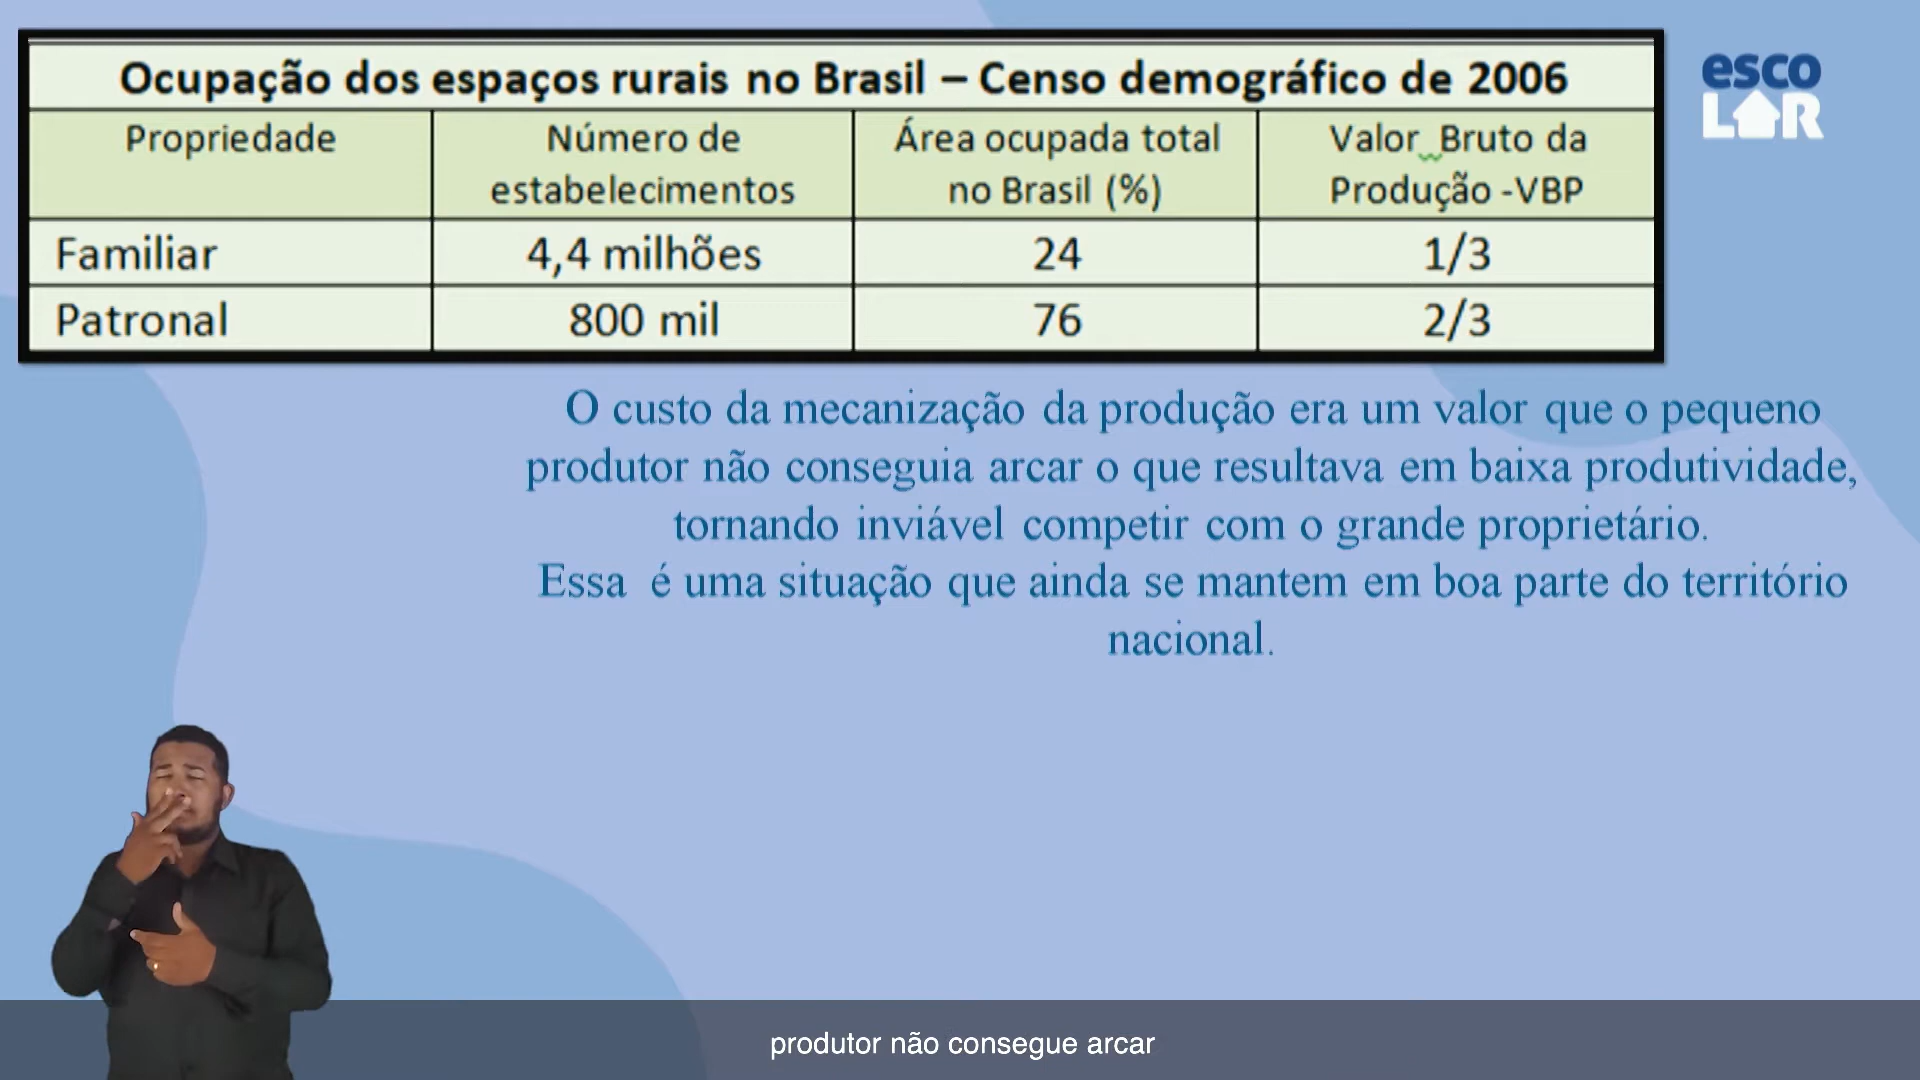 Ocupação dos espaços rurais no Brasil – Censo demográfico de 2006
Propriedade
Número de
estabelecimentos
Área ocupada total
no Brasil (%)
Valor Bruto da
Produção -VBP
Familiar
4,4 milhões
24
1/3
Patronal
800 mil
76
2/3
esco
LAR
O custo da mecanização da produção era um valor que o pequeno
produtor não conseguia arcar o que resultava em baixa produtividade,
tornando inviável competir com o grande proprietário.
Essa é uma situação que ainda se mantem em boa parte do território
nacional.
produtor não consegue arcar